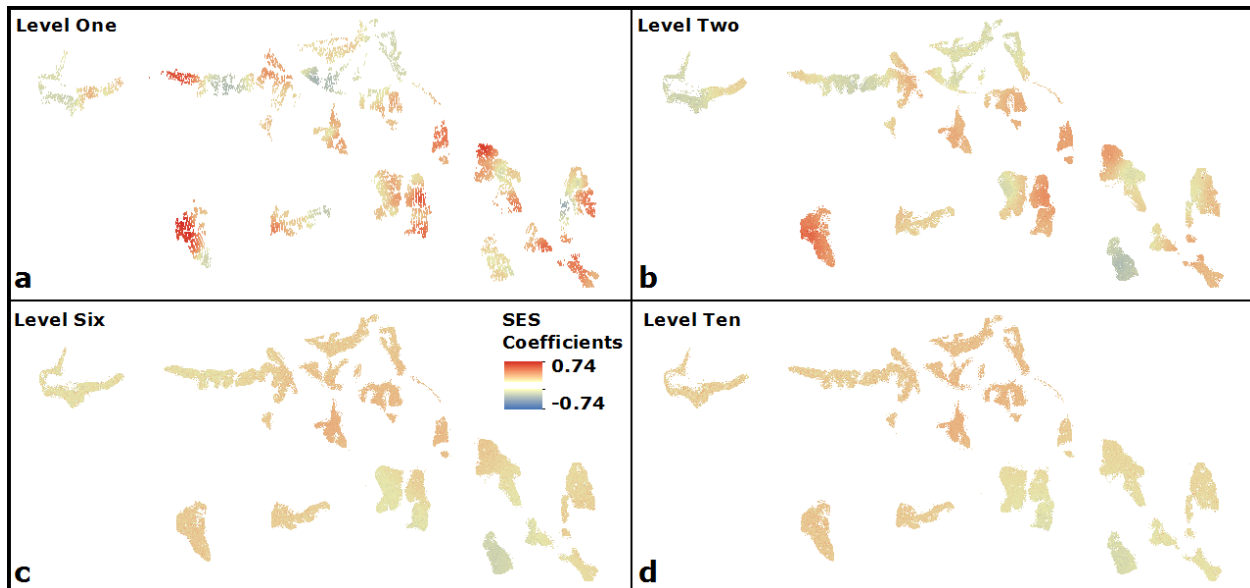 Level One
a
Level Two
b
Level Six
SES
Coefficients
0.74
-0.74
c
Level Ten
d